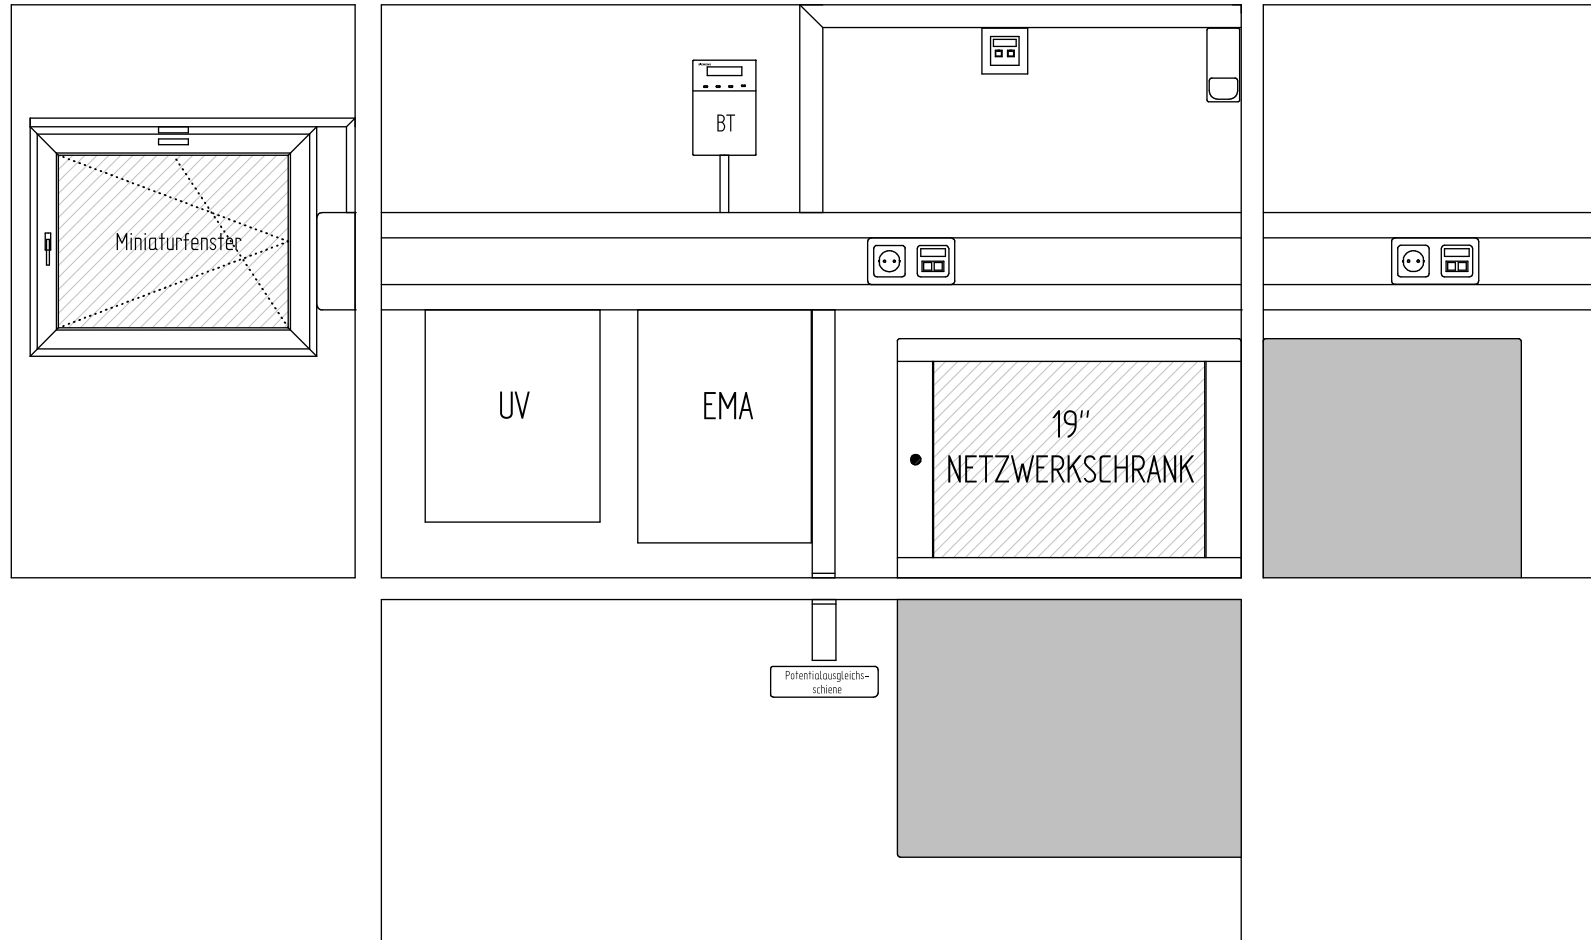 BT
Miniaturfenster
UV
EMA
19"
NETZWERKSCHRANK
Potentialausgleichs-
schiene